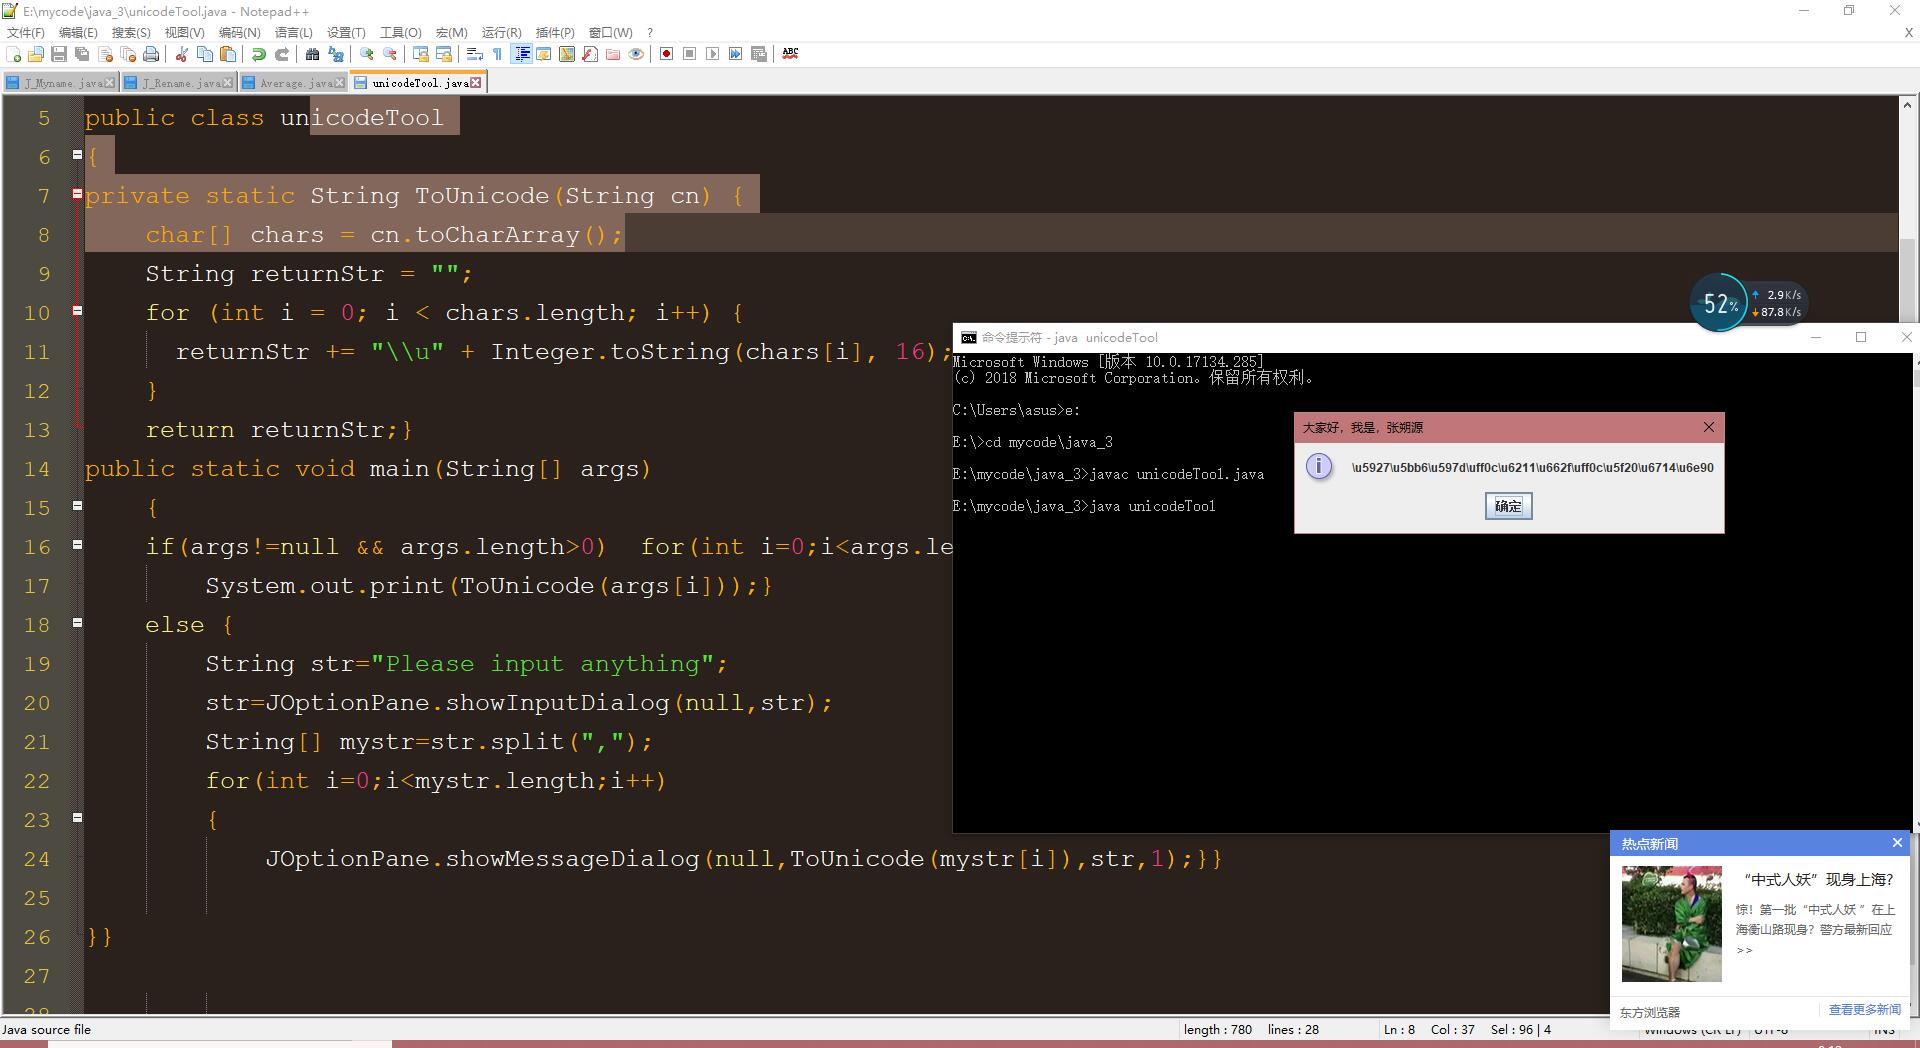 E:\mycode\java_3\unicodeTool.java - Notepad++
文件(F) 编辑(E) 搜索(S) 视图(V) 编码(N) 语言(L) 设置(T) 工具(O) 宏(M) 运行(R) 插件(P) 窗口(W) ? X
J_Myname.java J_Rename.java Average.java unicodeTool.java
5 public class unicodeTool
6 {
7 private static String ToUnicode(String cn) {
8 char[] chars = cn.toCharArray();
9 String returnStr = "";
10 for (int i = 0; i < chars.length; i++) {
11 returnStr += "\\u" + Integer.toString(chars[i], 16);
12 }
13 return returnStr;}
14 public static void main(String[] args)
15 {
16 if(args!=null && args.length>0)  for(int i=0;i<args.le
17 System.out.print(ToUnicode(args[i]));}
18 else {
19 String str="Please input anything";
20 str=JOptionPane.showInputDialog(null,str);
21 String[] mystr=str.split(",");
22 for(int i=0;i<mystr.length;i++)
23 {
24 JOptionPane.showMessageDialog(null,ToUnicode(mystr[i]),str,1);}}
25
26 }}
27
28
52%
2.9K/s
87.8K/s
命令提示符 - java  unicodeTool
Microsoft Windows [版本 10.0.17134.285]
(c) 2018 Microsoft Corporation。保留所有权利。
C:\Users\asus>e:
E:\>cd mycode\java_3
E:\mycode\java_3>javac unicodeTool.java
E:\mycode\java_3>java unicodeTool
大家好，我是，张朔源
\u5927\u5bb6\u597d\uff0c\u6211\u662f\uff0c\u5f20\u6714\u6e90
确定
热点新闻
“中式人妖”现身上海?
惊！第一批“中式人妖”在上
海衡山路现身？警方最新回应
>>
东方浏览器 查看更多新闻
Java source file length : 780 lines : 28 Ln : 8 Col : 37 Sel : 96 | 4 Windows (CR LF) UTF-8 INS